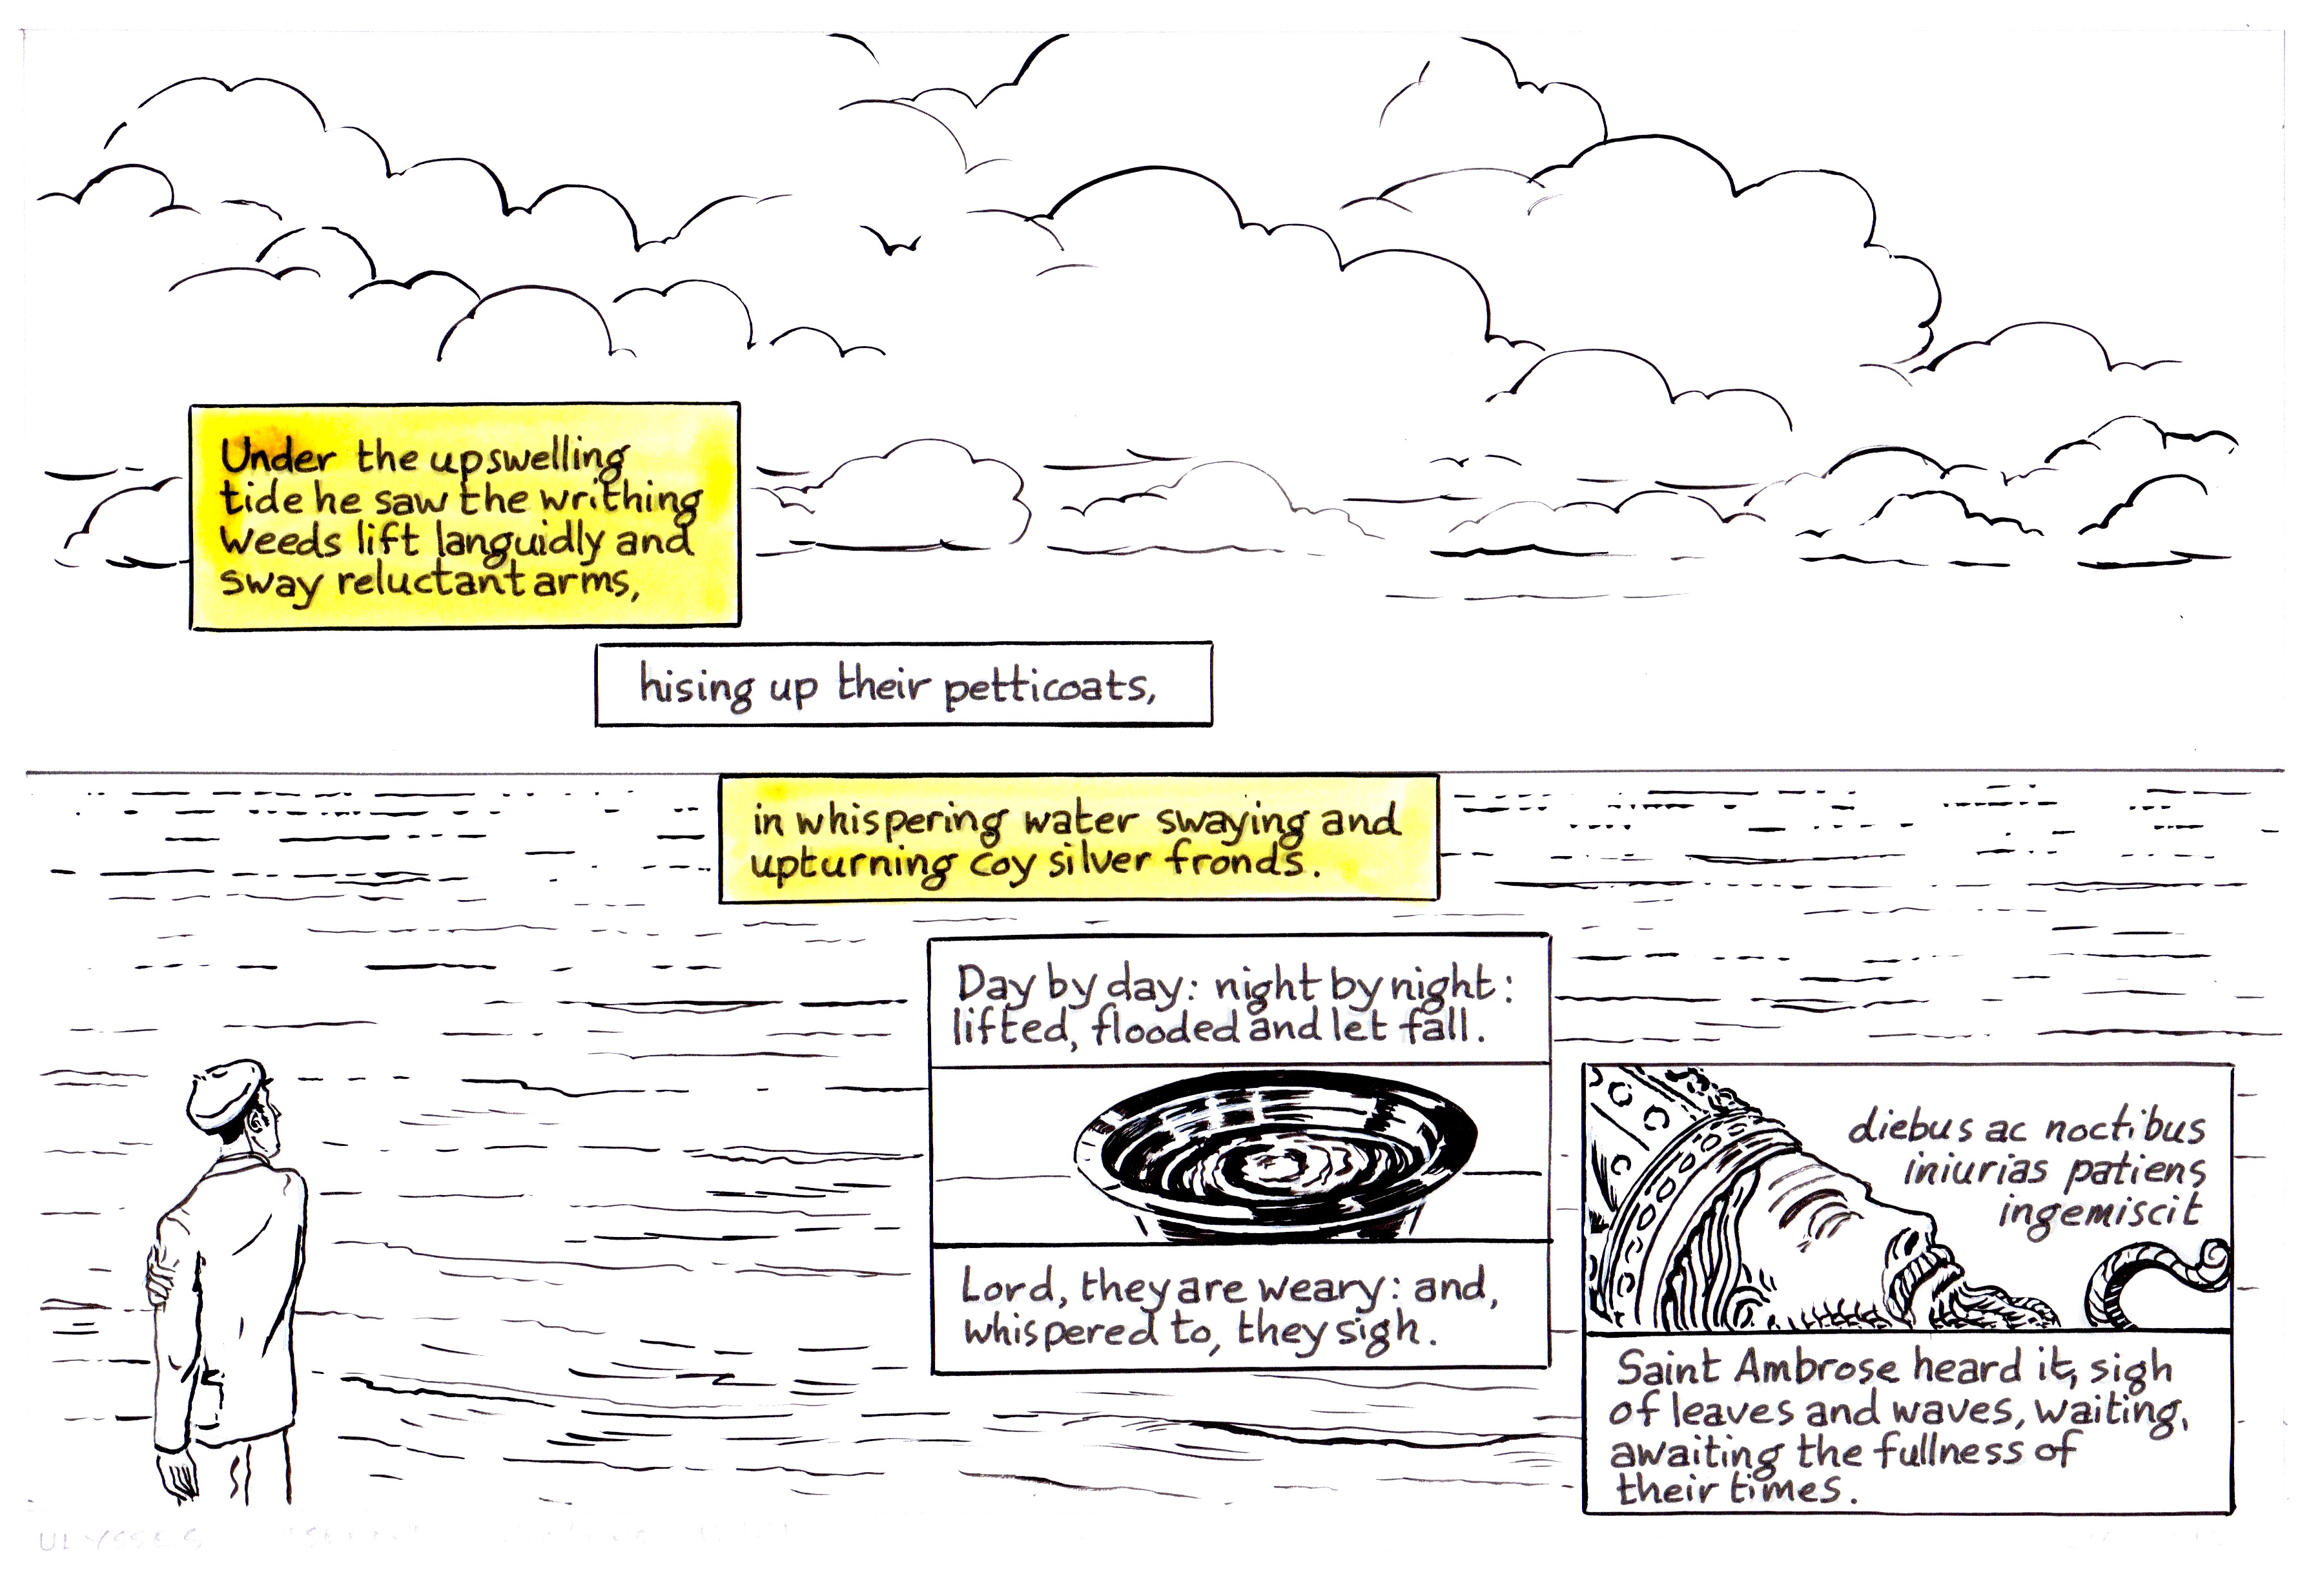 Under the upswelling
tide he saw the writhing
weeds lift languidly and
sway reluctant arms,
hising up their petticoats,
in whispering water swaying and
upturning coy silver fronds.
Day by day: night by night:
lifted, flooded and let fall.
Lord, they are weary: and,
whispered to, they sigh.
diebus ac noctibus
iniurias patiens
ingemiscit
Saint Ambrose heard it, sigh
of leaves and waves, waiting,
awaiting the fullness of
their times.
ULYSSES